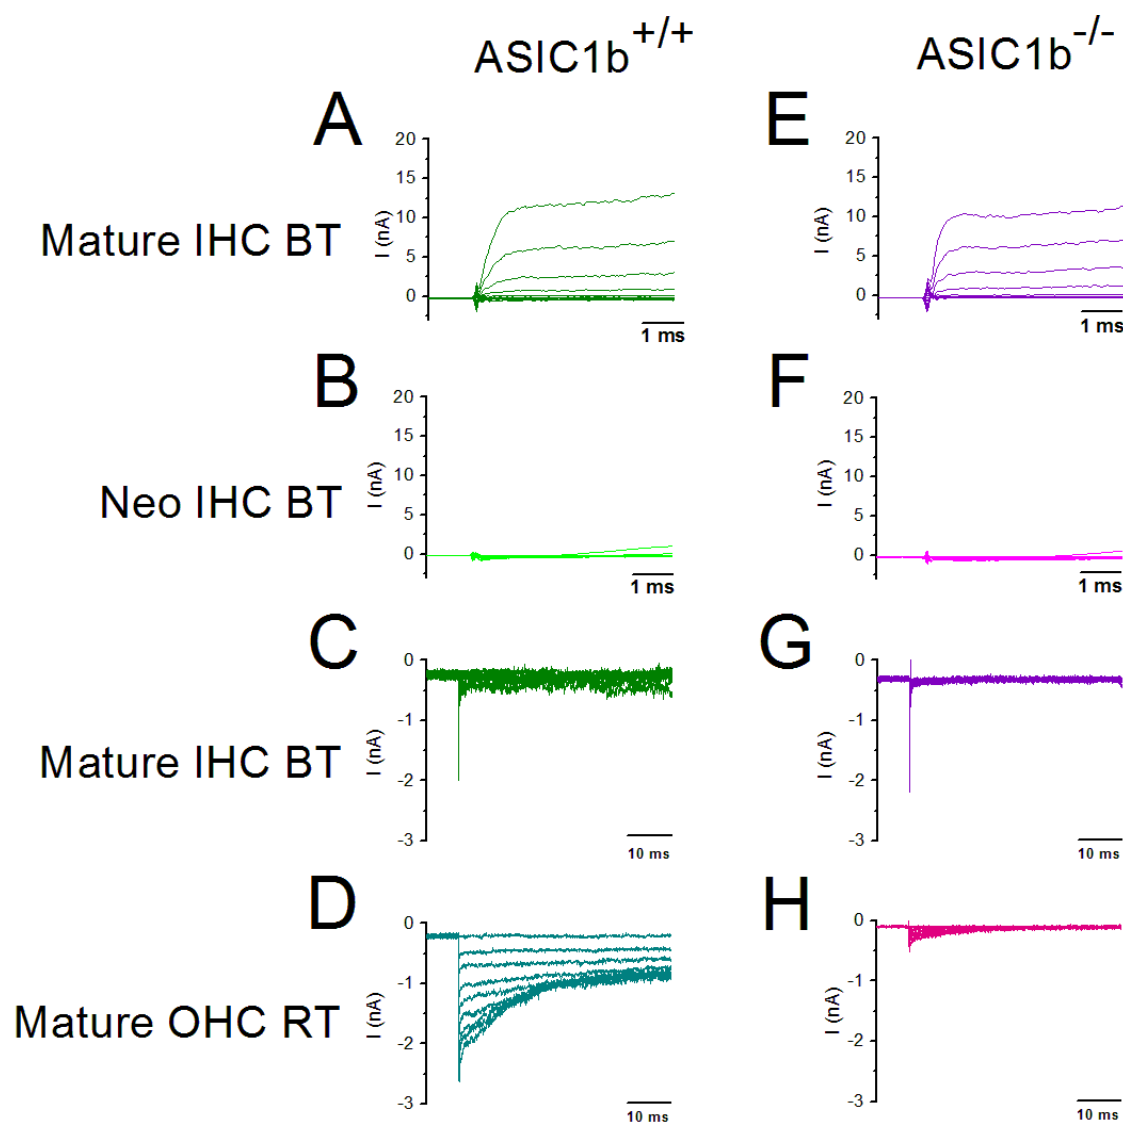 ASIC1b+/+
ASIC1b-/-
A
E
Mature IHC BT
20
15
10
5
0
I (nA)
1 ms
20
15
10
5
0
I (nA)
1 ms
B
F
Neo IHC BT
20
15
10
5
0
I (nA)
1 ms
20
15
10
5
0
I (nA)
1 ms
C
G
Mature IHC BT
0
-1
-2
-3
I (nA)
10 ms
0
-1
-2
-3
I (nA)
10 ms
D
H
Mature OHC RT
0
-1
-2
-3
I (nA)
10 ms
0
-1
-2
-3
I (nA)
10 ms